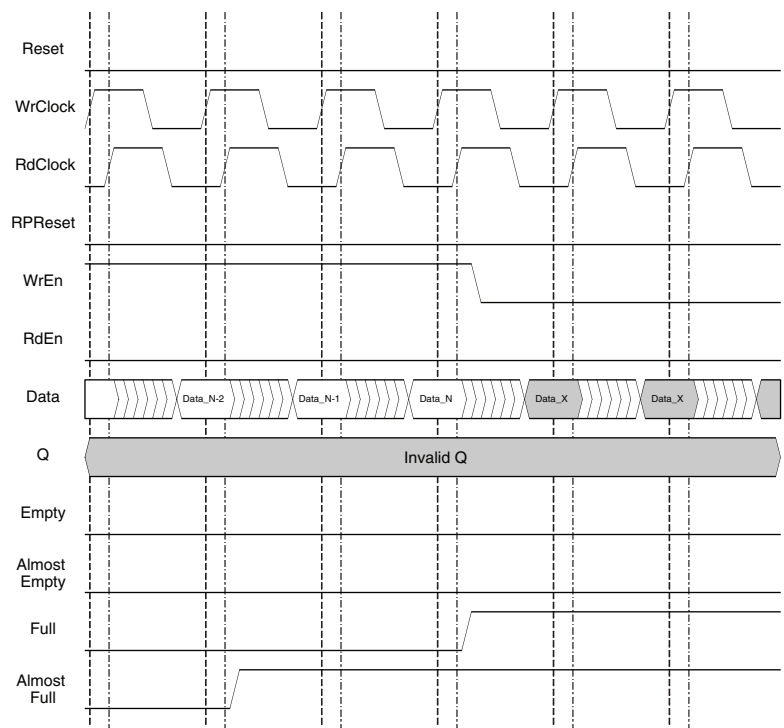 Reset
WrClock
RdClock
RPReset
WrEn
RdEn
Data
Data_N-2
Data_N-1
Data_N
Data_X
Data_X
Q
Invalid Q
Empty
Almost
Empty
Full
Almost
Full